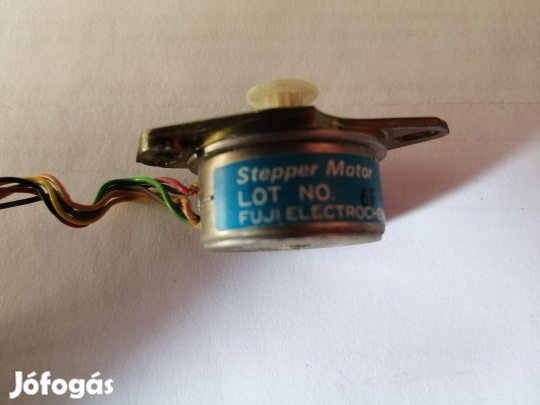 Stepper Motor
LOT NO.
FUJI ELECTROCHE
Jófogás